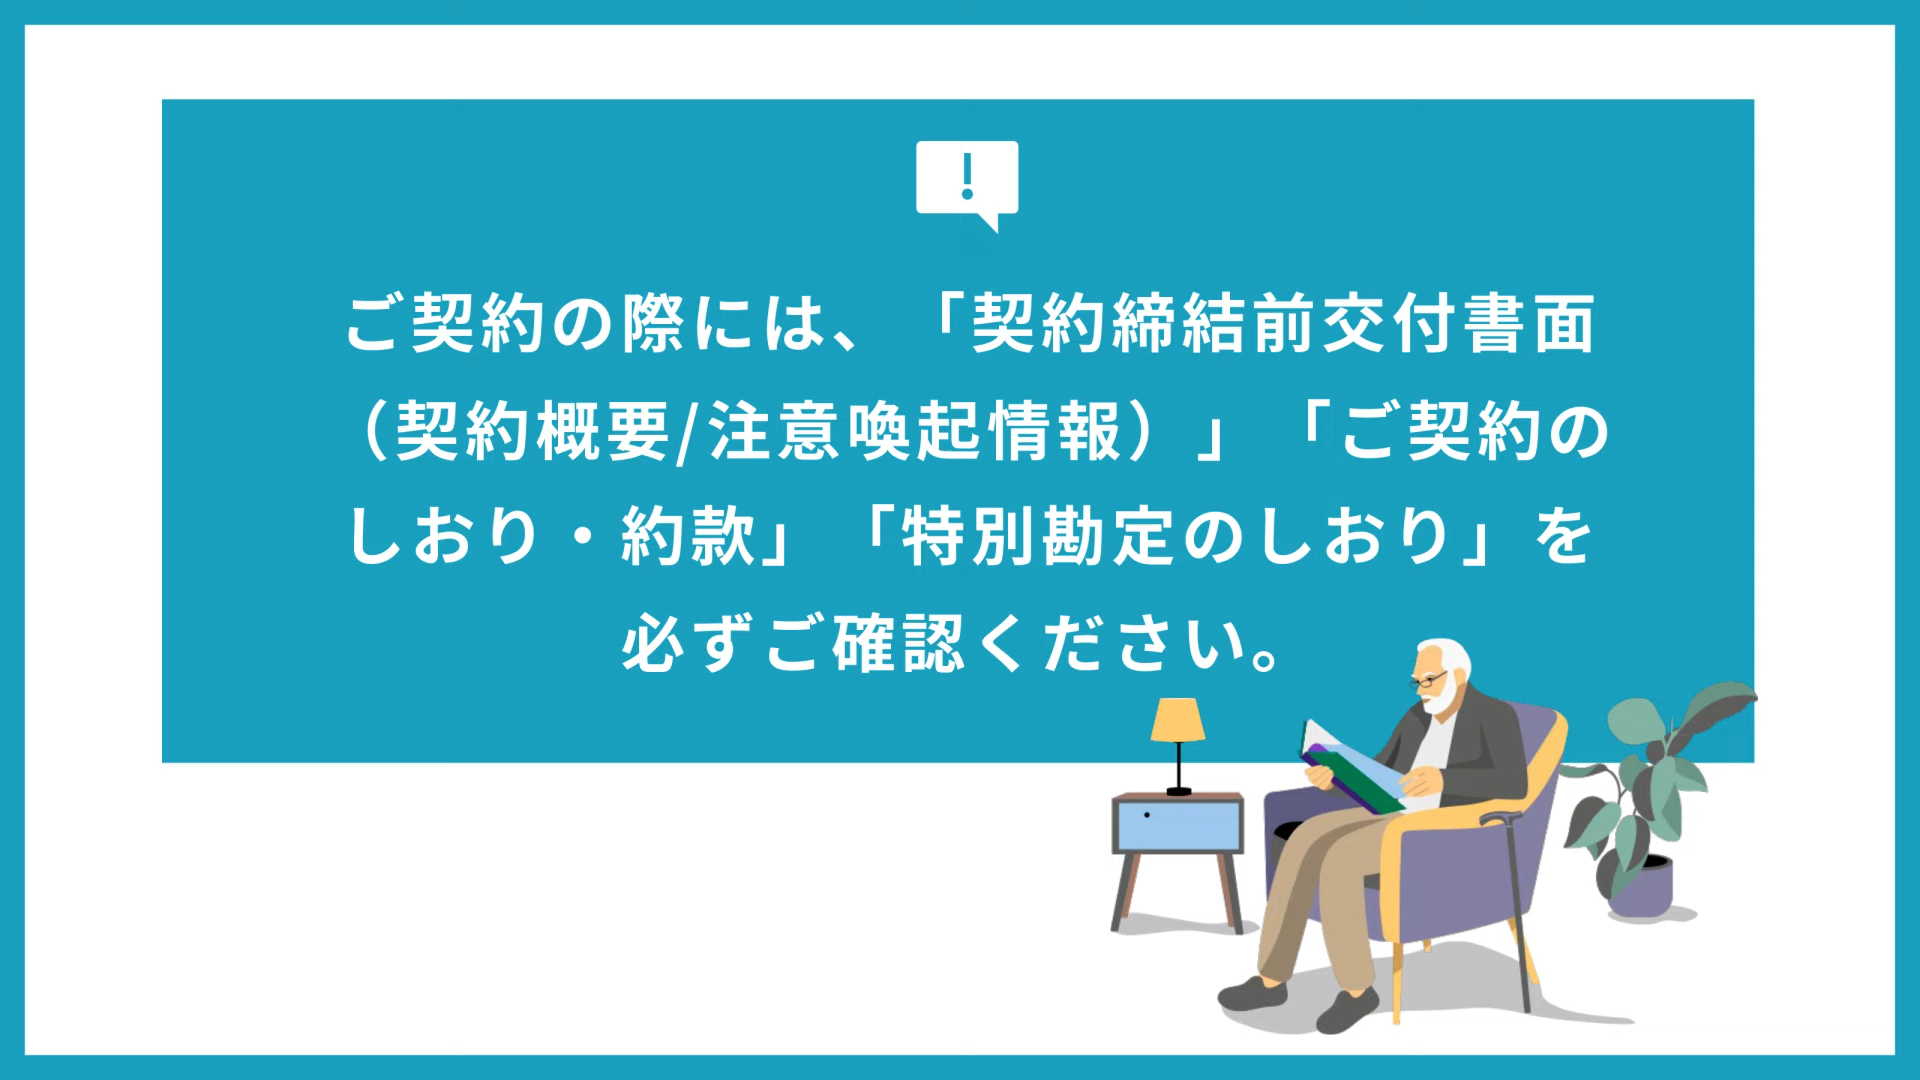 !
ご契約の際には、「契約締結前交付書面
（契約概要/注意喚起情報）」「ご契約の
しおり・約款」「特別勘定のしおり」を
必ずご確認ください。